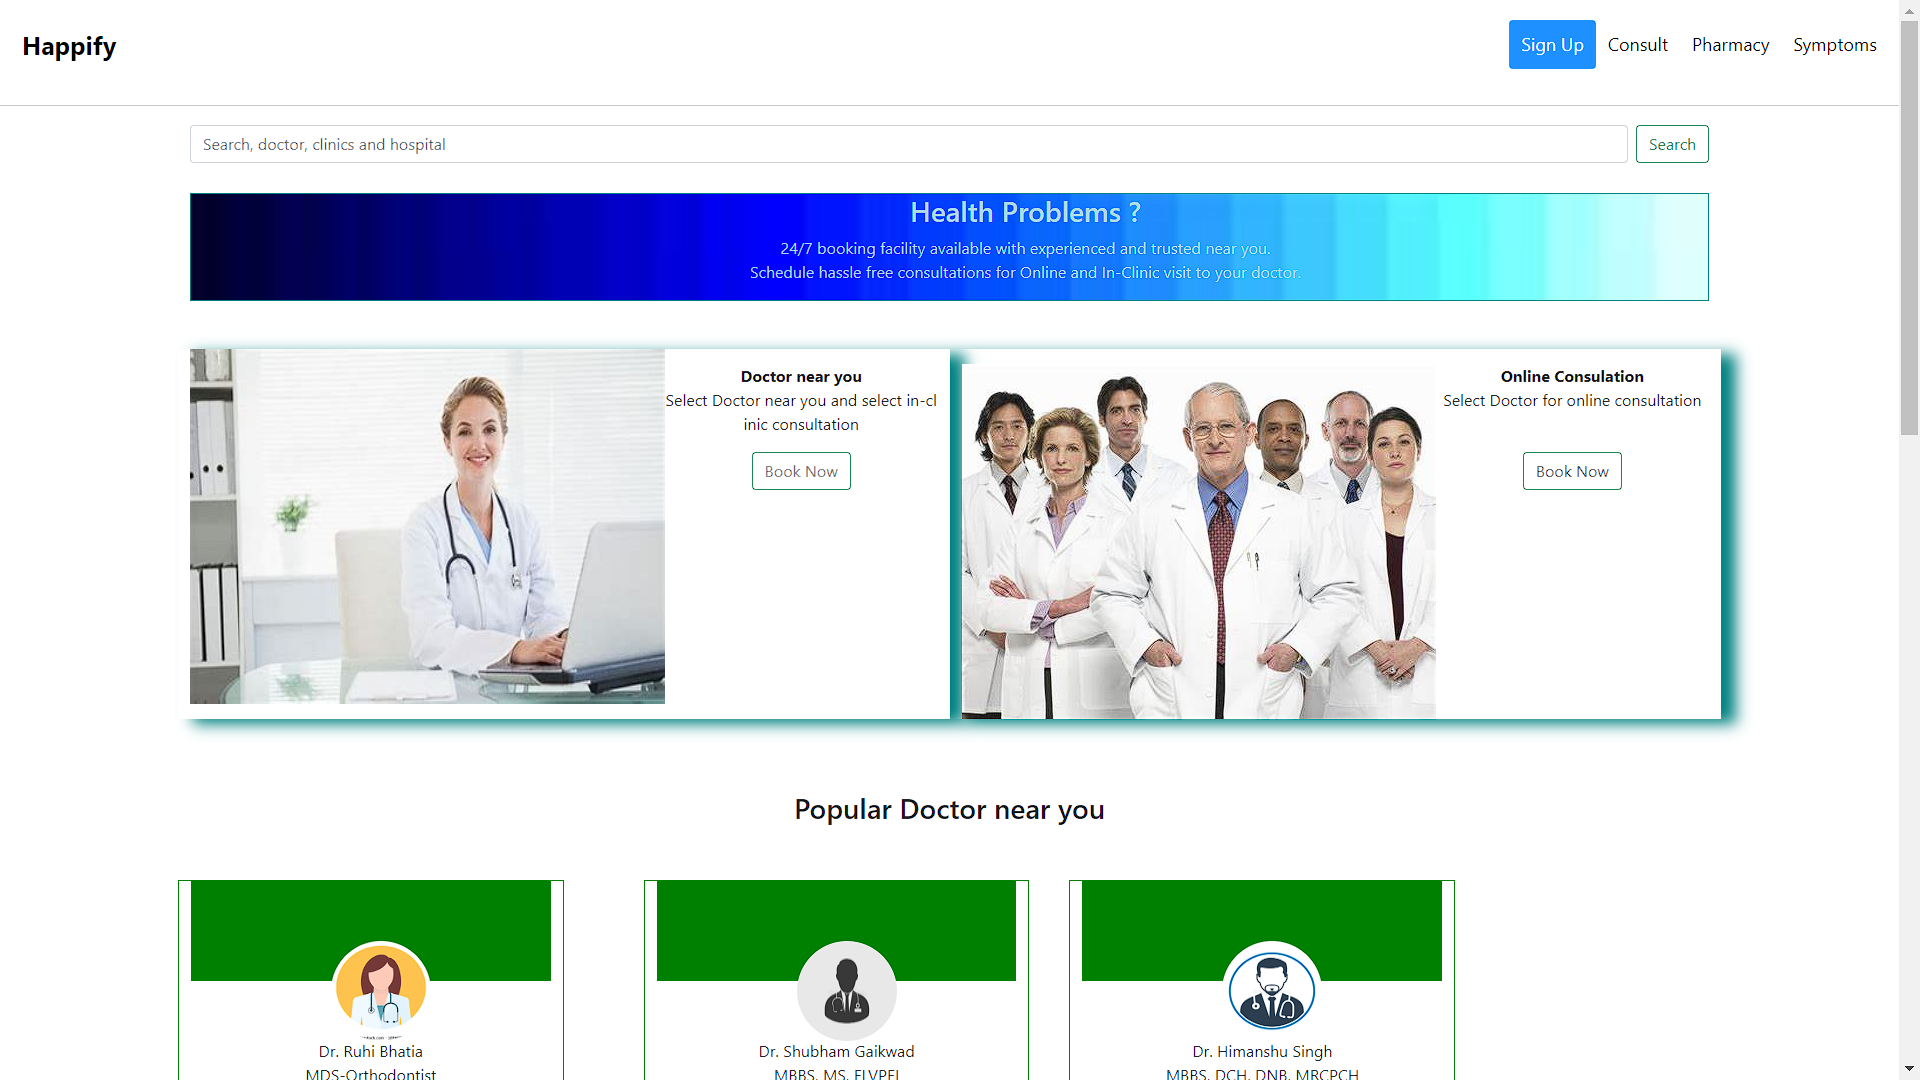 Happify
Sign Up
Consult
Pharmacy
Symptoms
Search, doctor, clinics and hospital
Search
Health Problems ?
24/7 booking facility available with experienced and trusted near you.
Schedule hassle free consultations for Online and In-Clinic visit to your doctor.
Doctor near you
Select Doctor near you and select in-cl
inic consultation
Book Now
Online Consulation
Select Doctor for online consultation
Book Now
Popular Doctor near you
Dr. Ruhi Bhatia
MDS-Orthodontist
Dr. Shubham Gaikwad
MBBS, MS, FLVPEI
Dr. Himanshu Singh
MBBS, DCH, DNB, MRCPCH